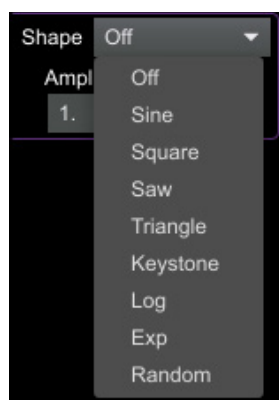 Shape Off
Ampl Off
1. Sine
Square
Saw
Triangle
Keystone
Log
Exp
Random